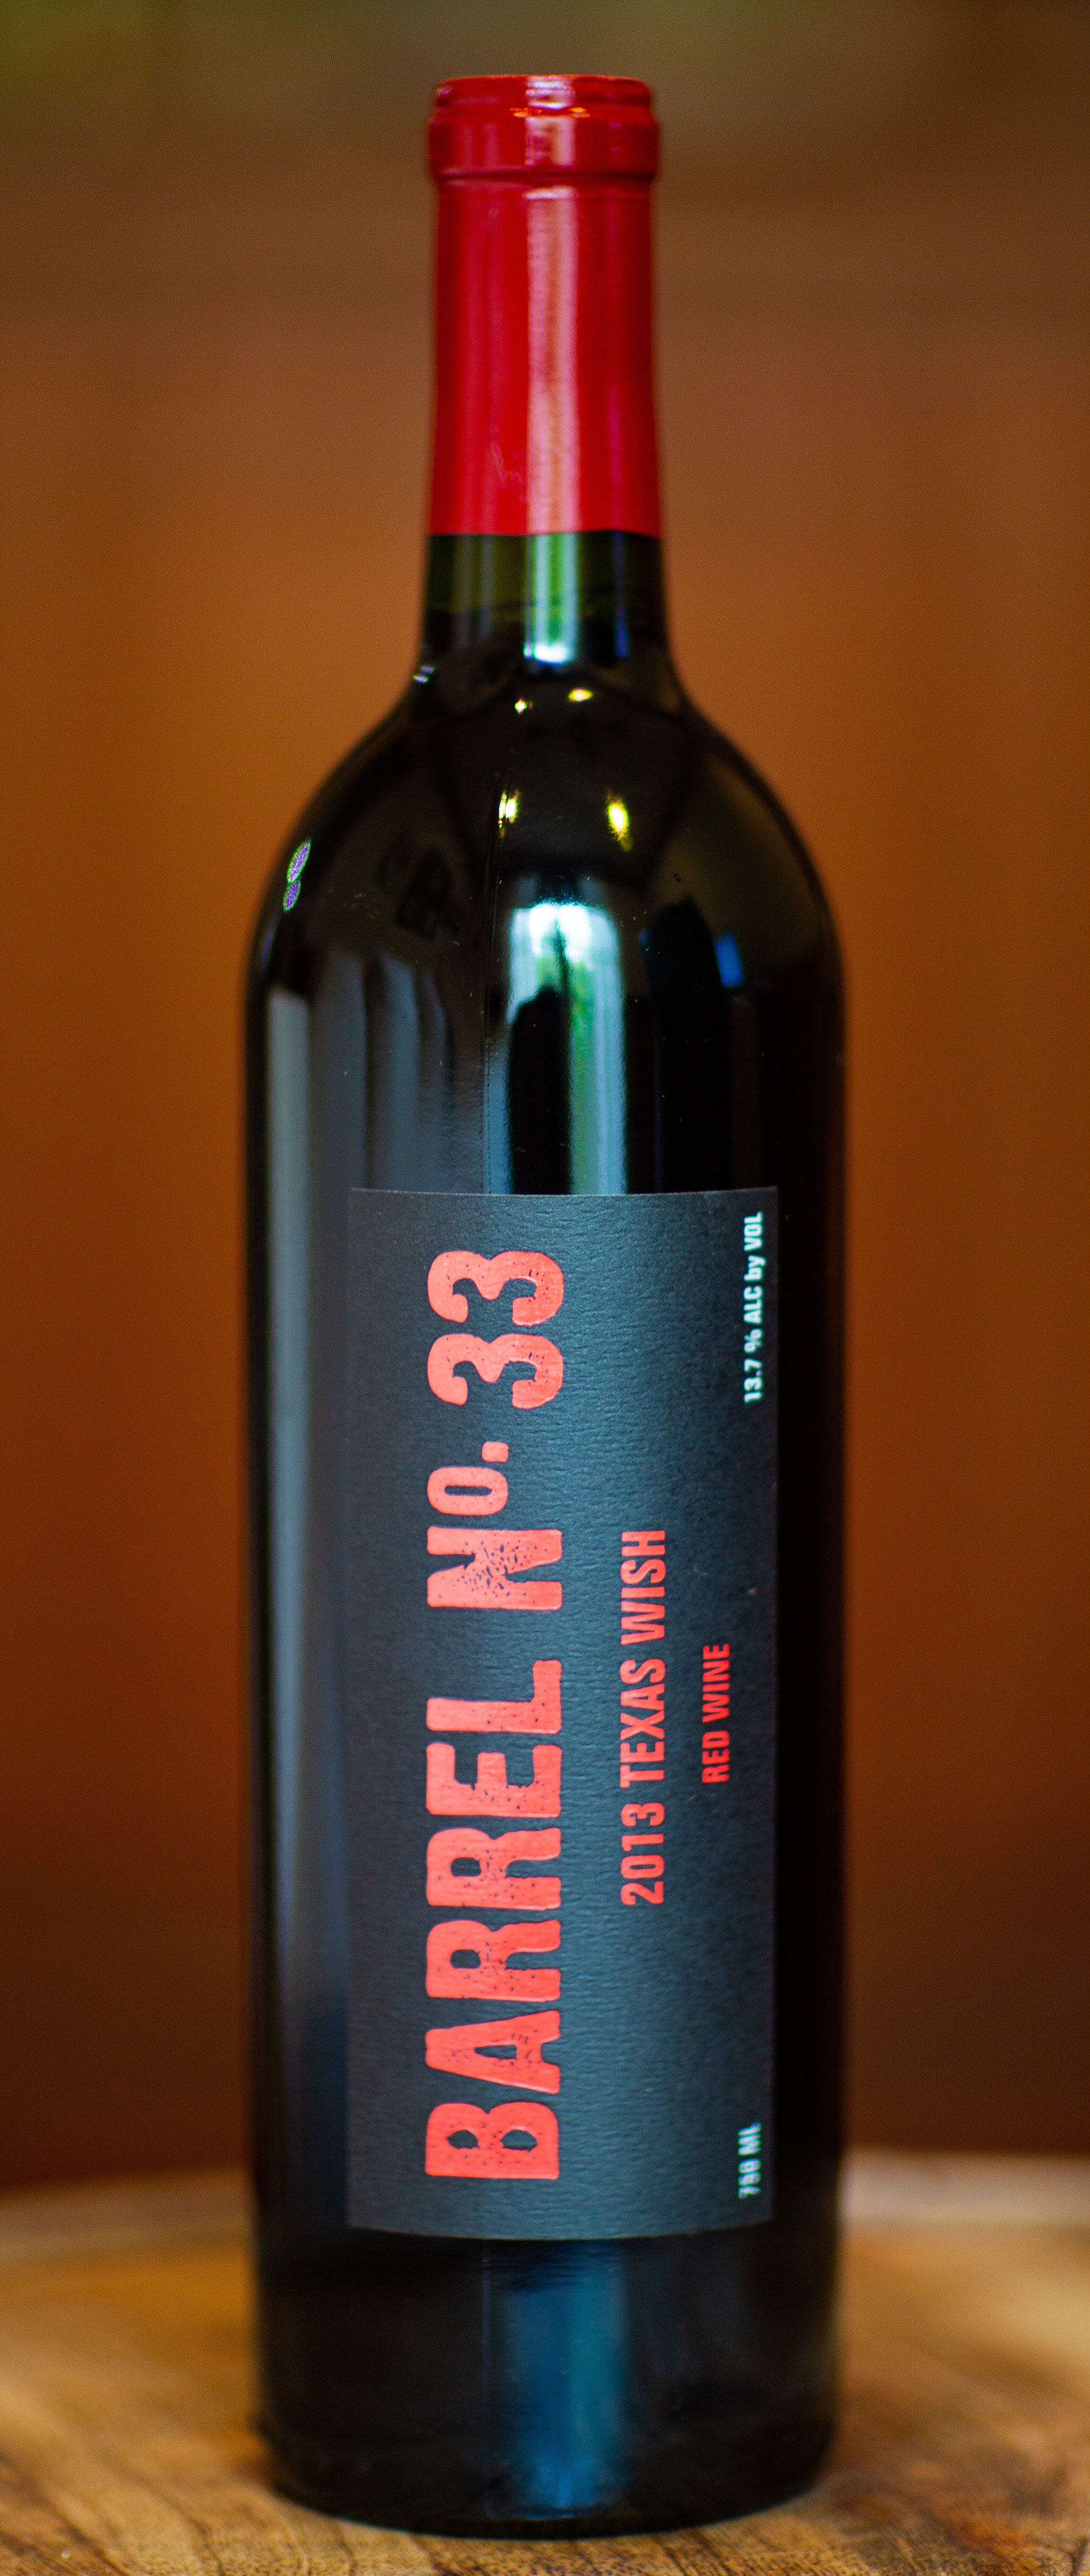 BARREL No. 33
2013 TEXAS WISH
RED WINE
750 ML
13.7 % ALC by VOL